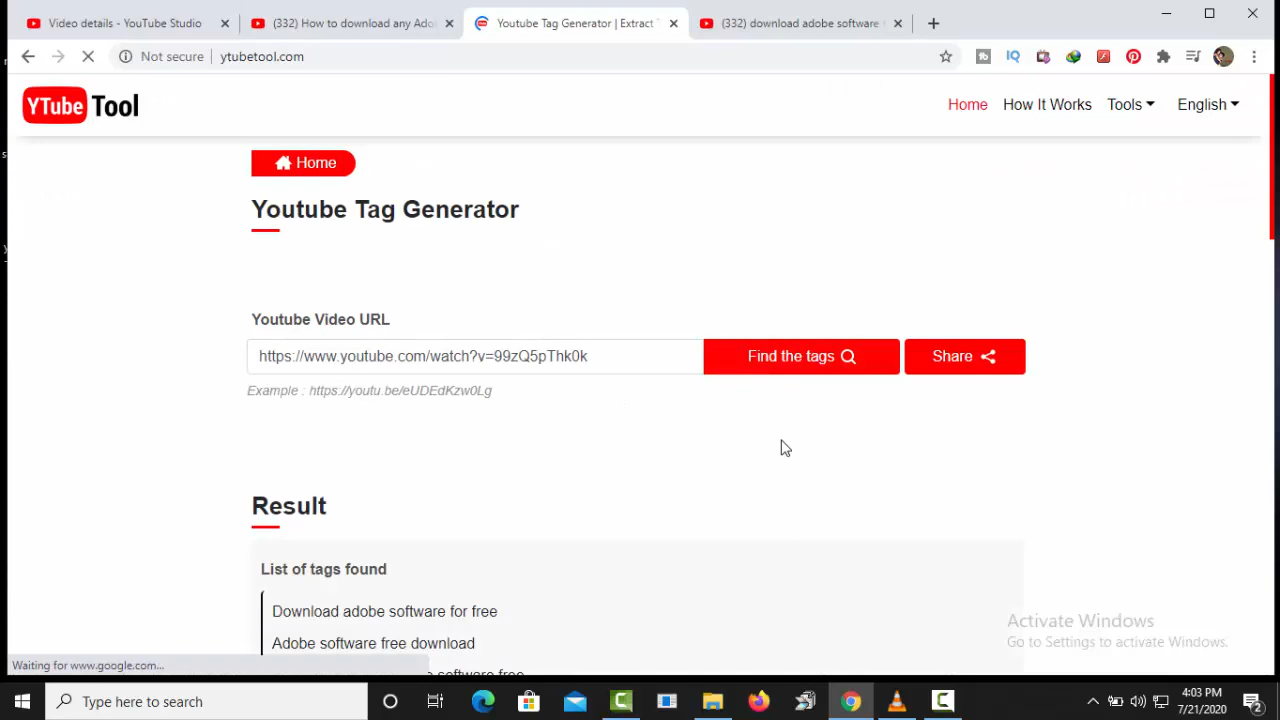 Video details - YouTube Studio
(332) How to download any Ado
Youtube Tag Generator | Extract
(332) download adobe software
Not secure
ytubetool.com
YTube Tool
Home
How It Works
Tools
English
Home
Youtube Tag Generator
Youtube Video URL
https://www.youtube.com/watch?v=99zQ5pThk0k
Find the tags
Share
Example : https://youtu.be/eUDEdKzw0Lg
Result
List of tags found
Download adobe software for free
Adobe software free download
software free
Activate Windows
Go to Settings to activate Windows.
Waiting for www.google.com...
Type here to search
4:03 PM
7/21/2020
2